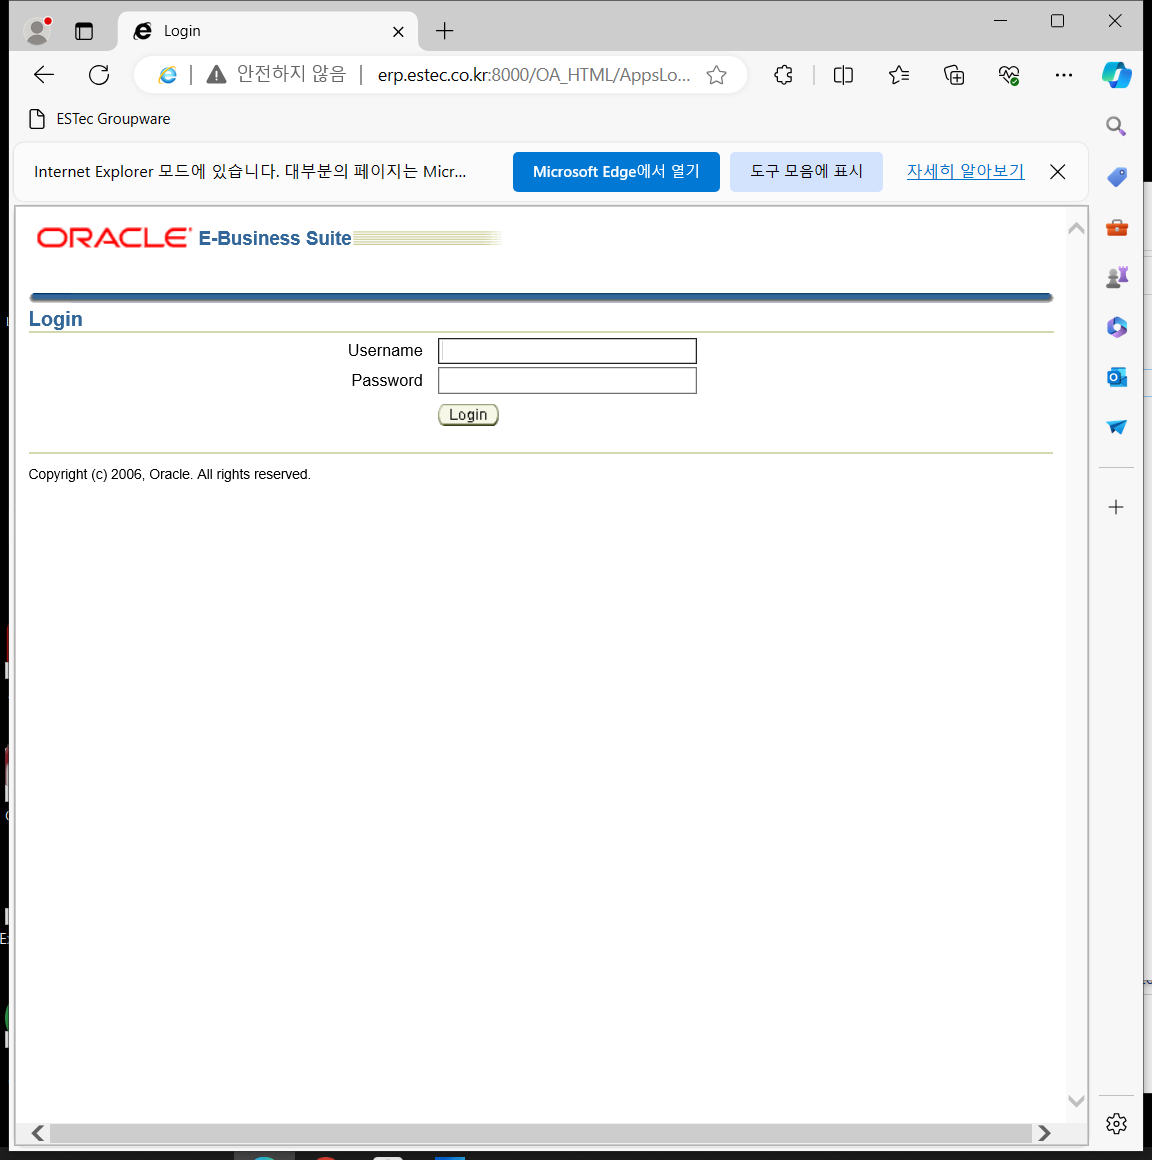 Login
안전하지 않음 erp.estec.co.kr:8000/OA_HTML/AppsLo...
ESTec Groupware
Internet Explorer 모드에 있습니다. 대부분의 페이지는 Micr... Microsoft Edge에서 열기 도구 모음에 표시 자세히 알아보기
ORACLE E-Business Suite
Login
Username
Password
Login
Copyright (c) 2006, Oracle. All rights reserved.